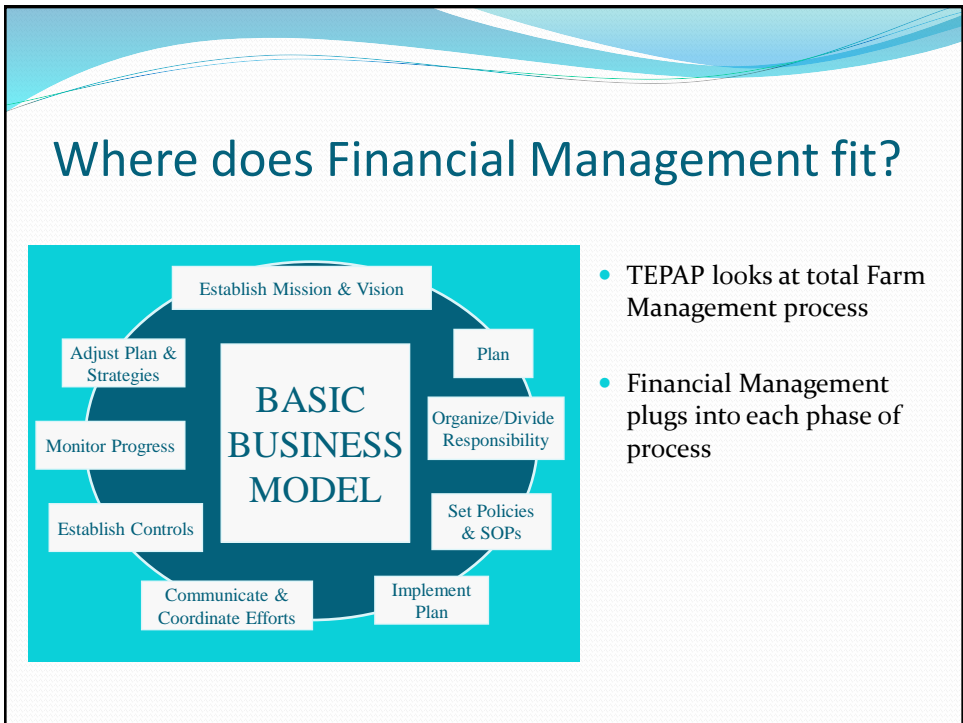 Where does Financial Management fit?
Establish Mission & Vision
Plan
Organize/Divide
Responsibility
Set Policies
& SOPs
Implement
Plan
Communicate &
Coordinate Efforts
Establish Controls
Monitor Progress
Adjust Plan &
Strategies
BASIC
BUSINESS
MODEL
• TEPAP looks at total Farm
Management process
• Financial Management
plugs into each phase of
process